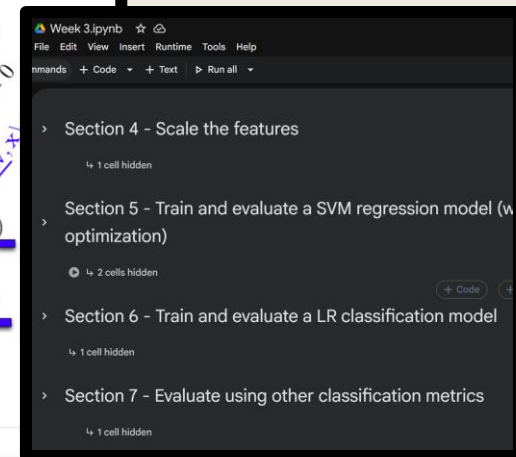 Week 3.ipynb
File Edit View Insert Runtime Tools Help
+ Code + Text Run all
Section 4 - Scale the features
1 cell hidden
Section 5 - Train and evaluate a SVM regression model
optimization)
2 cells hidden
+ Code
Section 6 - Train and evaluate a LR classification model
1 cell hidden
Section 7 - Evaluate using other classification metrics
1 cell hidden